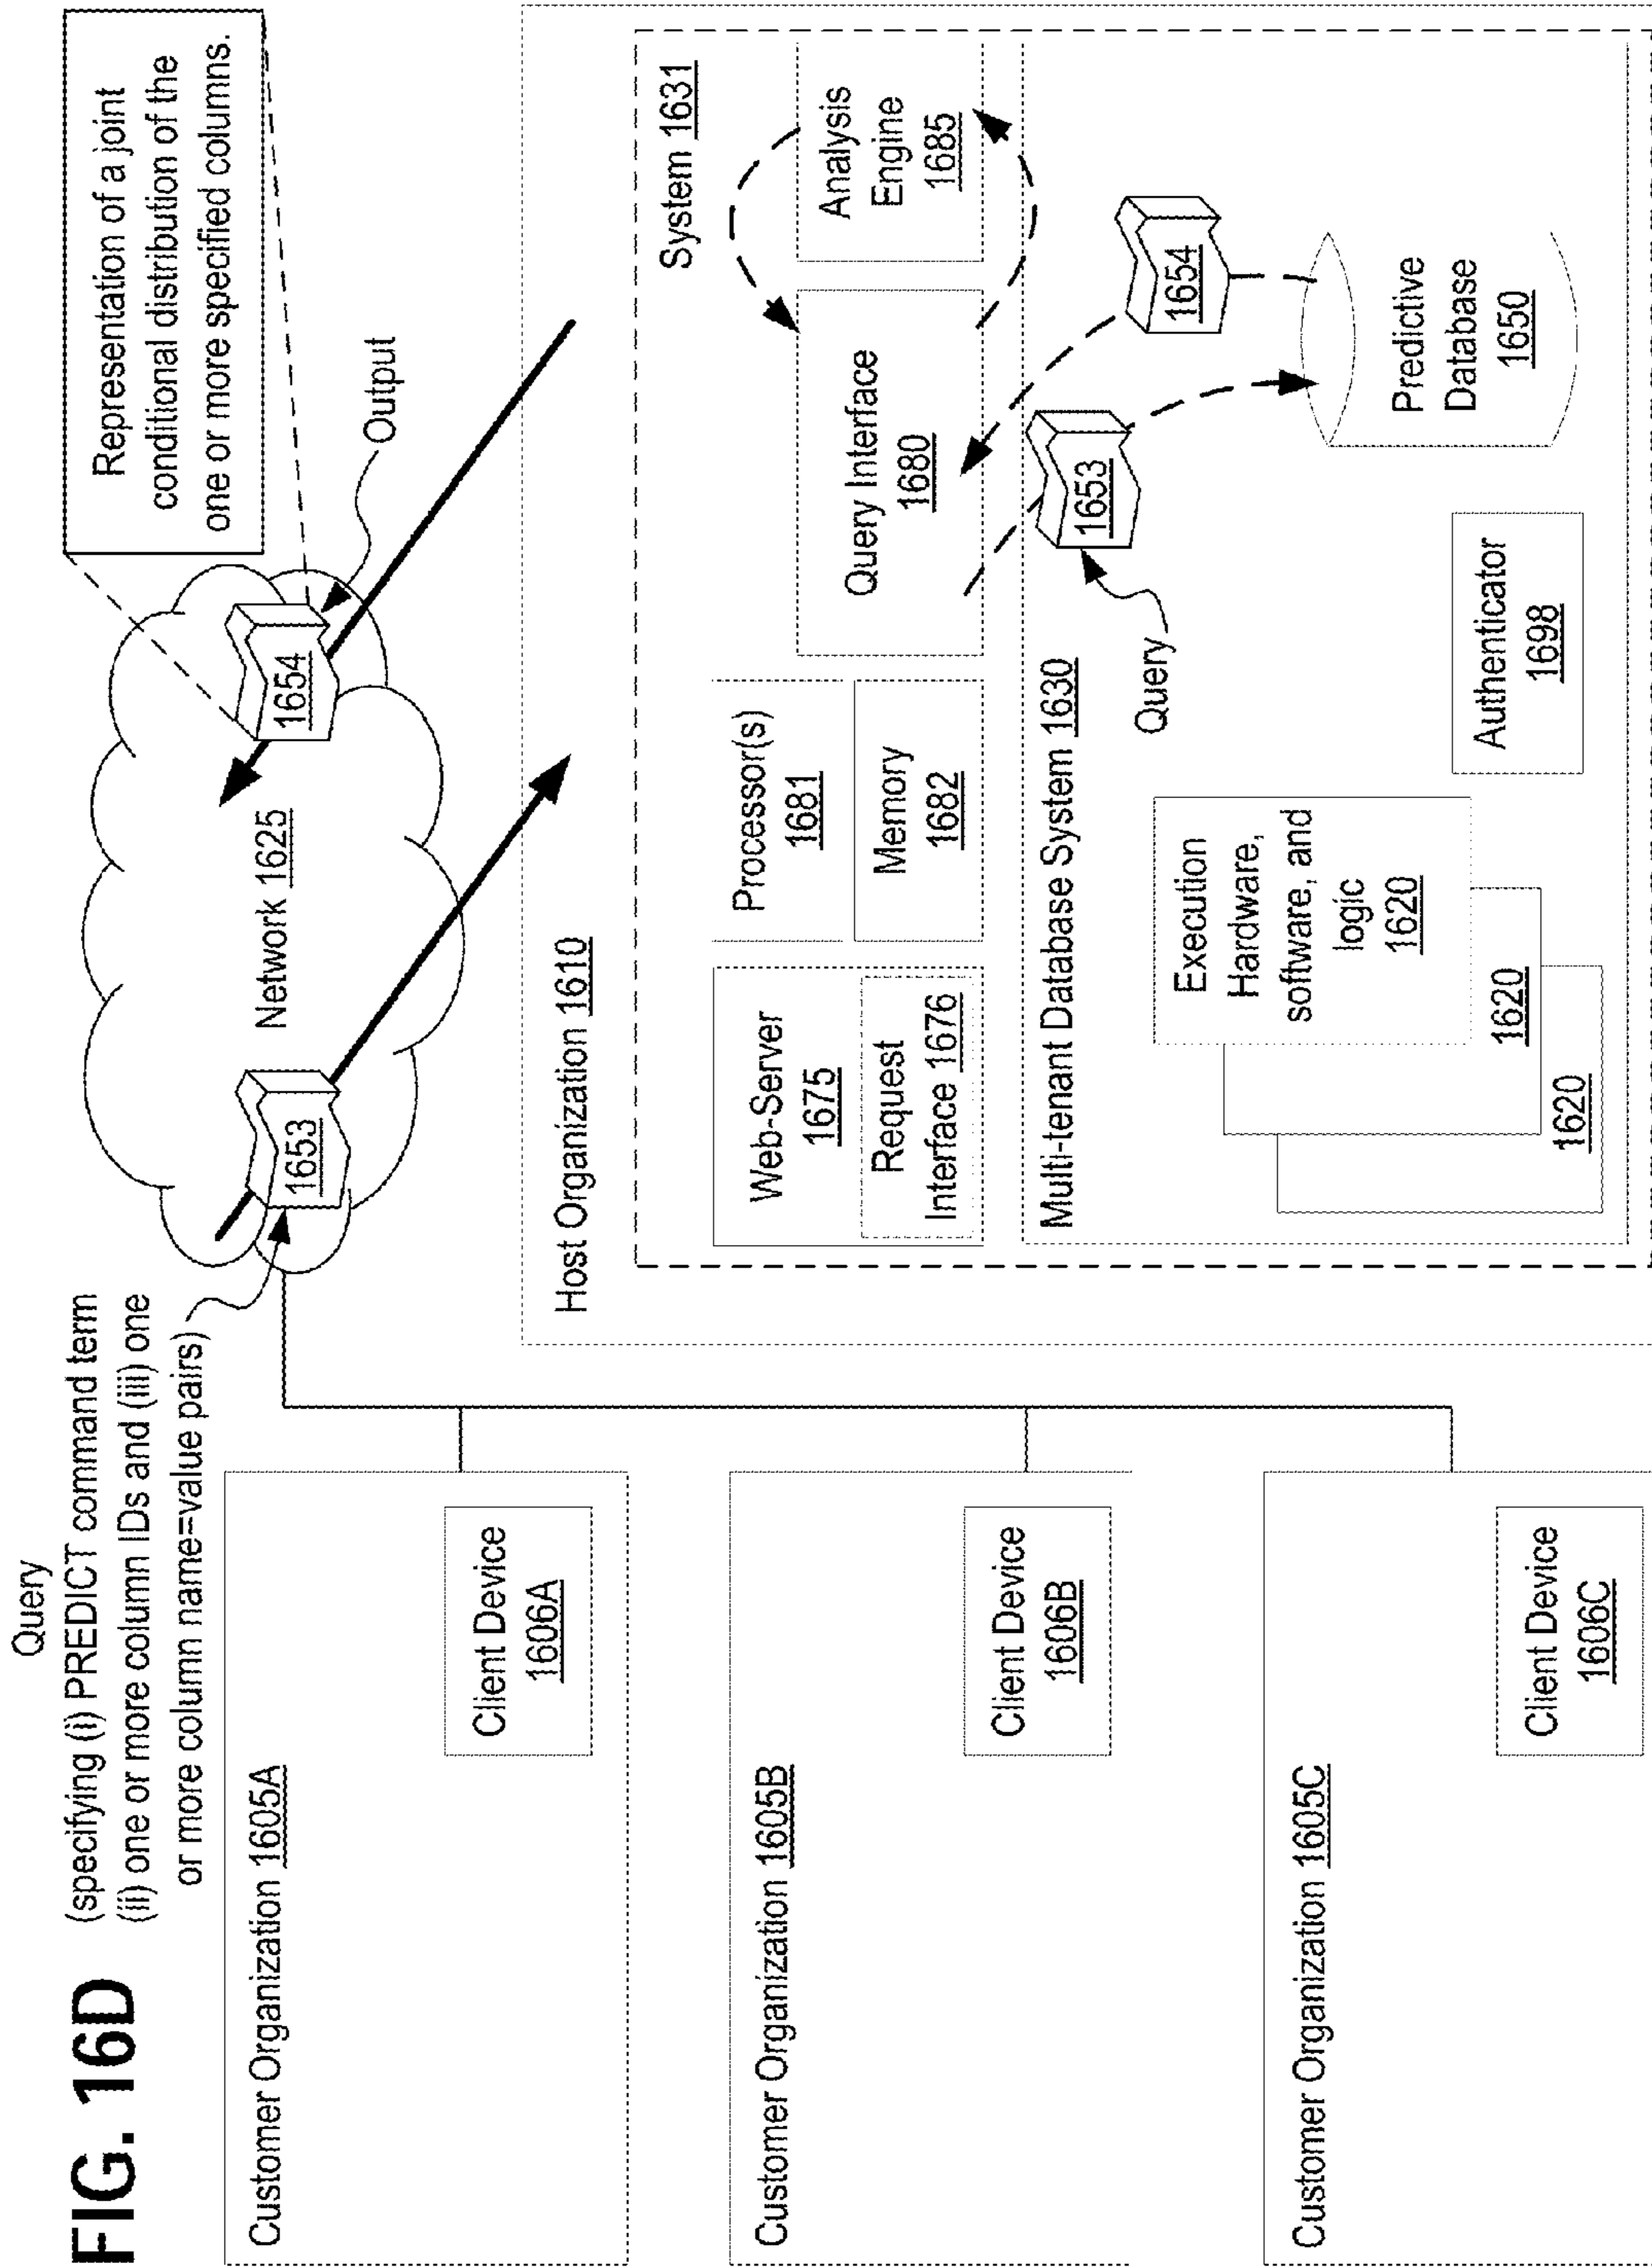 FIG. 16D
Query
(specifying (i) PREDICT command term
(ii) one or more column IDs and (iii) one
or more column name=value pairs)
Representation of a joint
conditional distribution of the
one or more specified columns.
Network 1625
1653
1654
Output
Customer Organization 1605A
Client Device
1606A
Customer Organization 1605B
Client Device
1606B
Customer Organization 1605C
Client Device
1606C
Host Organization 1610
System 1631
Web-Server
1675
Request
Interface 1676
Processor(s)
1681
Memory
1682
Query Interface
1680
Analysis
Engine
1685
Multi-tenant Database System 1630
Query
1653
1654
Execution
Hardware,
software, and
logic
1620
1620
1620
Authenticator
1698
Predictive
Database
1650